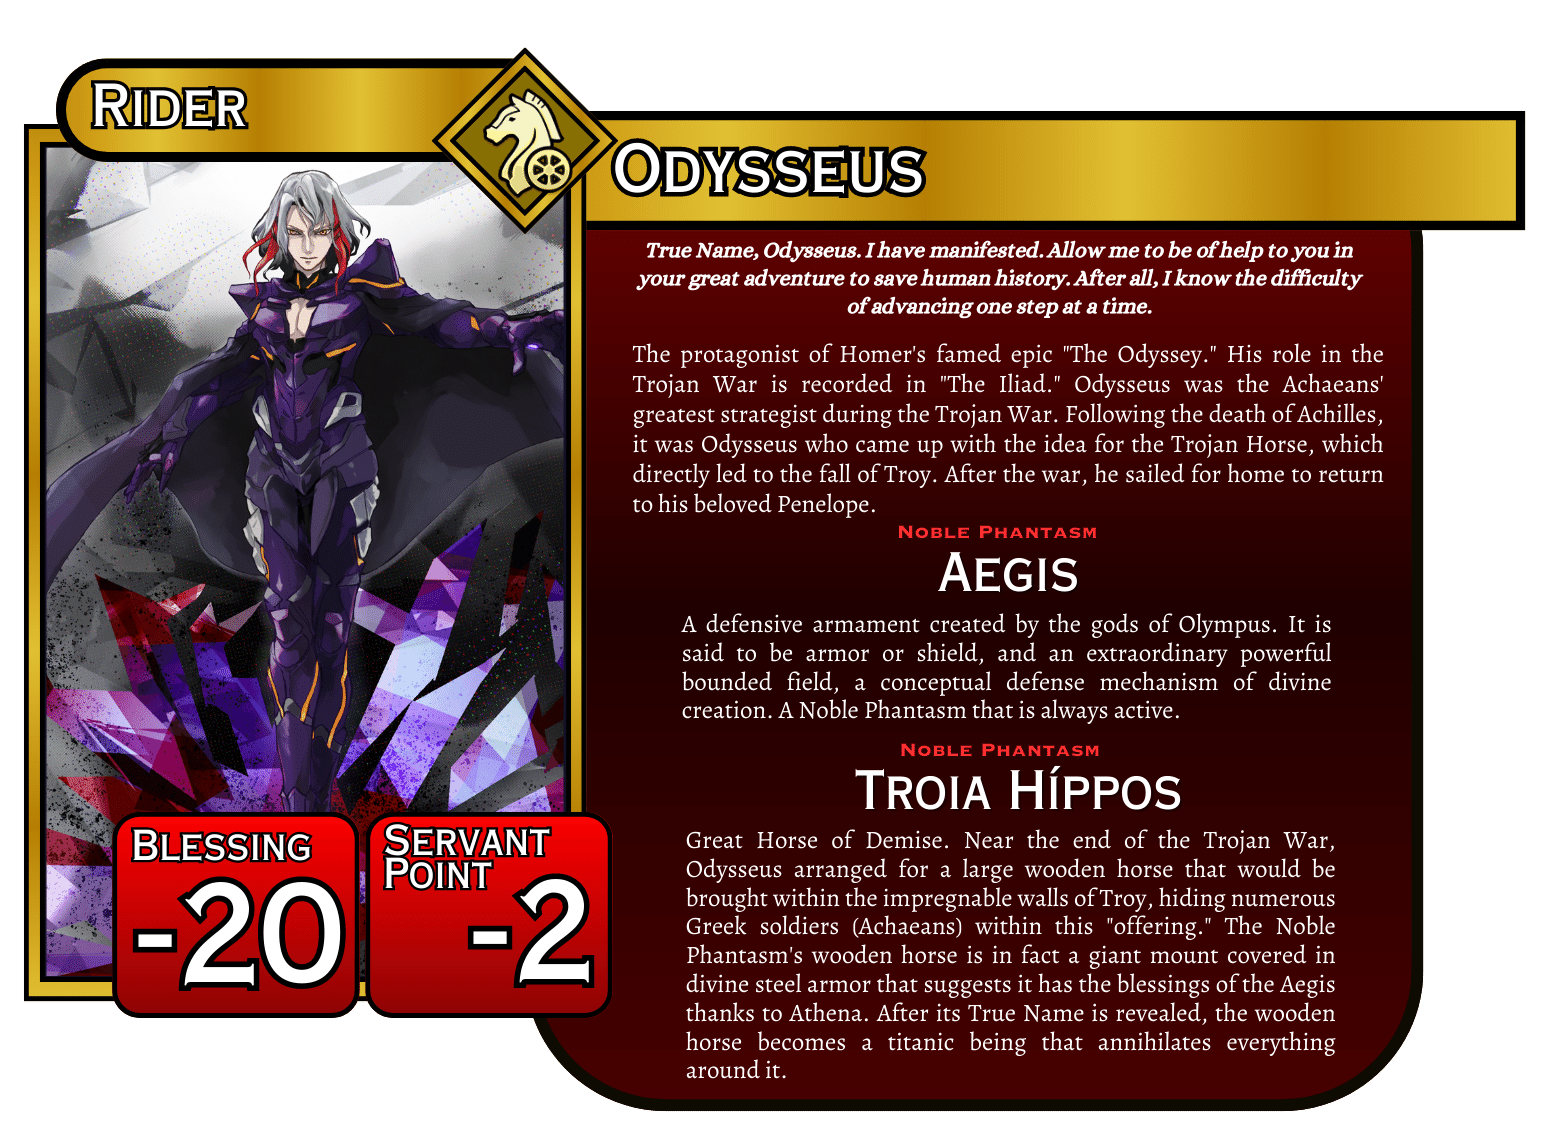 Rider
Odysseus
True Name, Odysseus. I have manifested. Allow me to be of help to you in
your great adventure to save human history. After all, I know the difficulty
of advancing one step at a time.
The protagonist of Homer's famed epic "The Odyssey." His role in the
Trojan War is recorded in "The Iliad." Odysseus was the Achaeans'
greatest strategist during the Trojan War. Following the death of Achilles,
it was Odysseus who came up with the idea for the Trojan Horse, which
directly led to the fall of Troy. After the war, he sailed for home to return
to his beloved Penelope.
Noble Phantasm
Aegis
A defensive armament created by the gods of Olympus. It is
said to be armor or shield, and an extraordinary powerful
bounded field, a conceptual defense mechanism of divine
creation. A Noble Phantasm that is always active.
Noble Phantasm
Troia Híppos
Great Horse of Demise. Near the end of the Trojan War,
Odysseus arranged for a large wooden horse that would be
brought within the impregnable walls of Troy, hiding numerous
Greek soldiers (Achaeans) within this "offering." The Noble
Phantasm's wooden horse is in fact a giant mount covered in
divine steel armor that suggests it has the blessings of the Aegis
thanks to Athena. After its True Name is revealed, the wooden
horse becomes a titanic being that annihilates everything
around it.
Blessing
-20
Servant
Point
-2